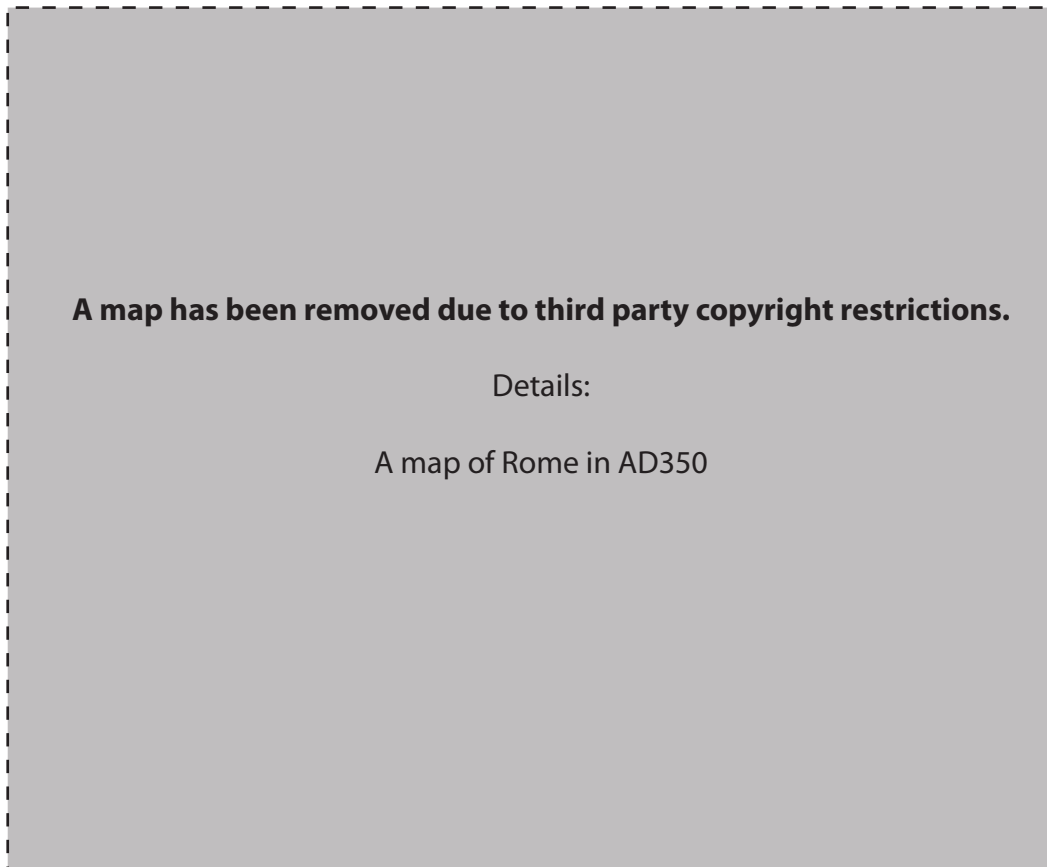 A map has been removed due to third party copyright restrictions.
Details:
A map of Rome in AD350